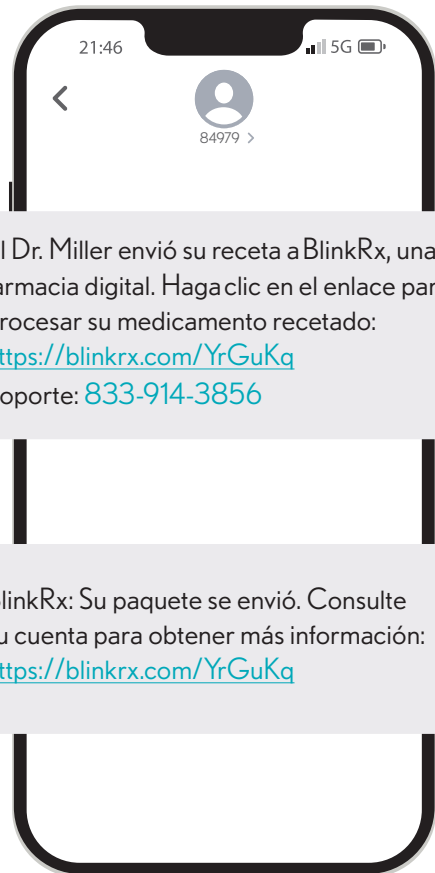 21:46
5G
84979 >
l Dr. Miller envió su receta a BlinkRx, una
armacia digital. Haga clic en el enlace par
rocesar su medicamento recetado:
ttps://blinkrx.com/YrGuKq
oporte: 833-914-3856
linkRx: Su paquete se envió. Consulte
u cuenta para obtener más información:
ttps://blinkrx.com/YrGuKq